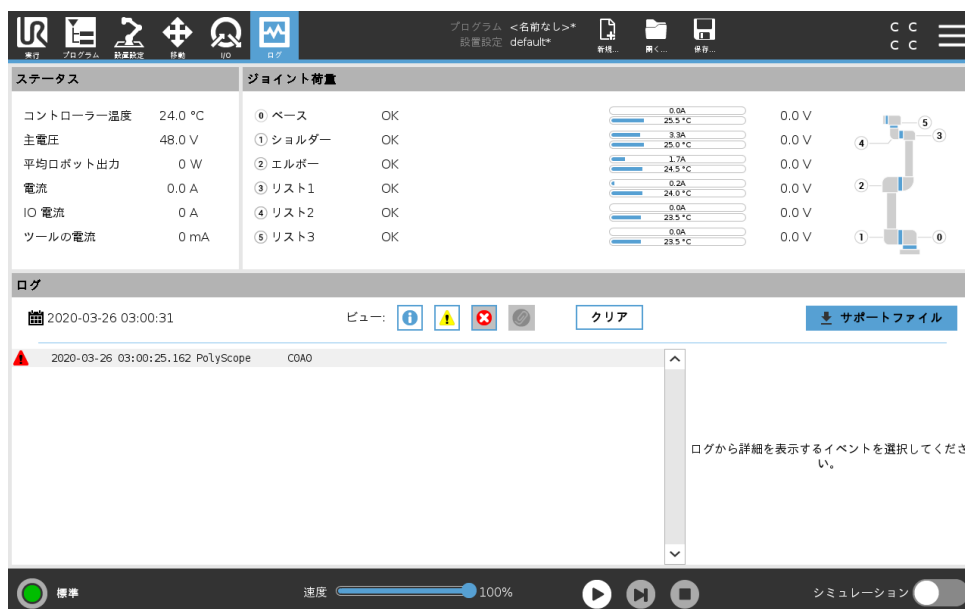 UR
実行 プログラム 設置設定 移動 I/O ログ
プログラム <名前なし>*
設置設定 default*
新規... 開く... 保存...
C C
C C
ステータス
コントローラー温度 24.0 °C
主電圧 48.0 V
平均ロボット出力 0 W
電流 0.0 A
IO 電流 0 A
ツールの電流 0 mA
ジョイント荷重
0 ベース OK 0.0A 25.5 °C 0.0 V
1 ショルダー OK 3.3A 25.0 °C 0.0 V
2 エルボー OK 1.7A 24.5 °C 0.0 V
3 リスト1 OK 0.2A 24.0 °C 0.0 V
4 リスト2 OK 0.0A 23.5 °C 0.0 V
5 リスト3 OK 0.0A 23.5 °C 0.0 V
5
4 3
2
1 0
ログ
2020-03-26 03:00:31 ビュー: クリア サポートファイル
2020-03-26 03:00:25.162 PolyScope C0A0
ログから詳細を表示するイベントを選択してくださ
い。
標準 速度 100% シミュレーション